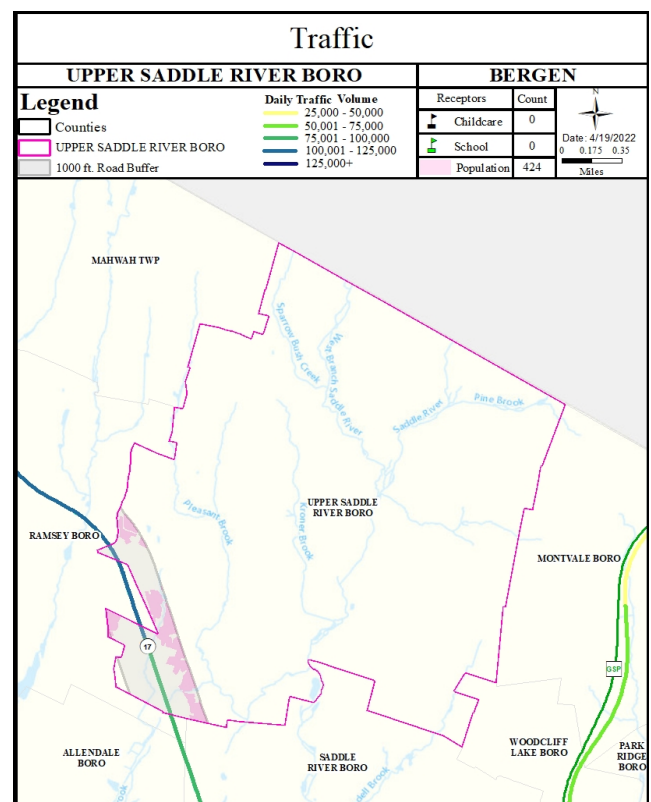 Traffic
UPPER SADDLE RIVER BORO
BERGEN
Legend
Counties
UPPER SADDLE RIVER BORO
1000 ft. Road Buffer
Daily Traffic Volume
25,000 - 50,000
50,001 - 75,000
75,001 - 100,000
100,001 - 125,000
125,000+
Receptors Count
Childcare 0
School 0
Population 424
N
Date: 4/19/2022
0 0.175 0.35
Miles
MAHWAH TWP
Sparrow Bush Creek
West Branch Saddle River
Saddle River
Pine Brook
Pleasant Brook
Kroner Brook
UPPER SADDLE
RIVER BORO
RAMSEY BORO
MONTVALE BORO
17
GSP
ALLENDALE
BORO
SADDLE
RIVER BORO
WOODCLIFF
LAKE BORO
PARK
RIDGE
BORO